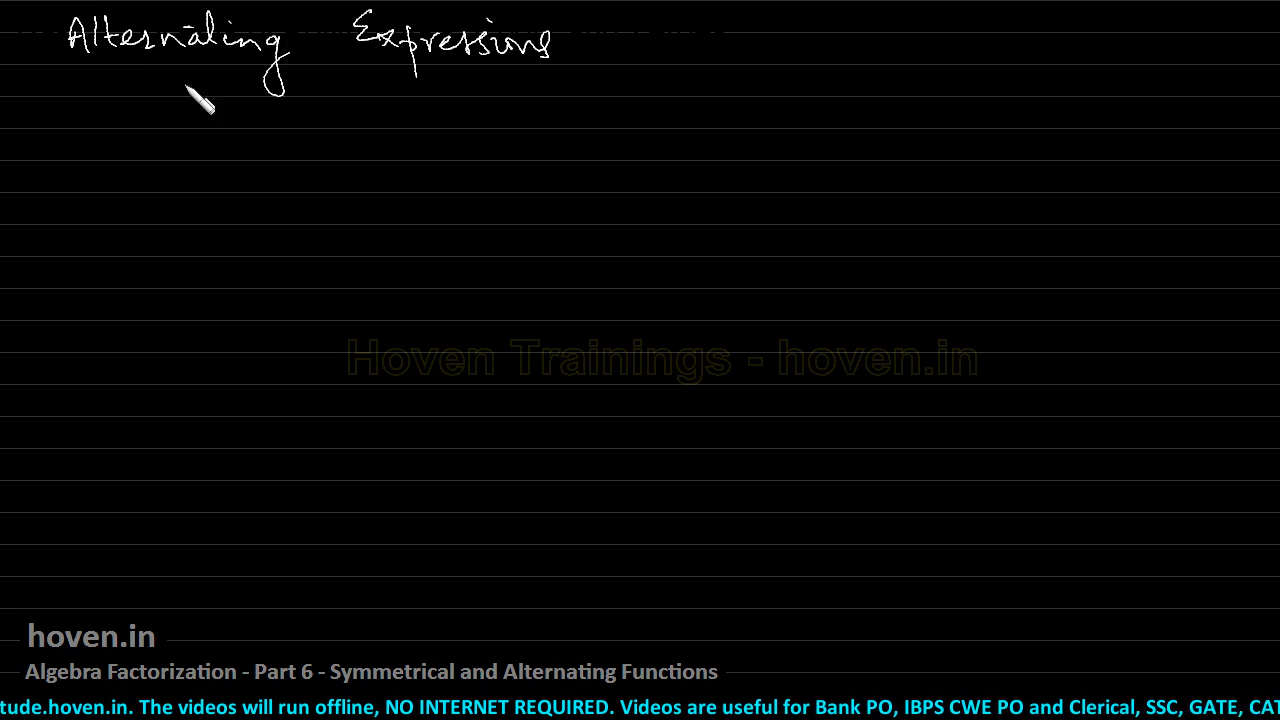 Alternating Expressions
Hoven Trainings - hoven.in
hoven.in
Algebra Factorization - Part 6 - Symmetrical and Alternating Functions
tude.hoven.in. The videos will run offline, NO INTERNET REQUIRED. Videos are useful for Bank PO, IBPS CWE PO and Clerical, SSC, GATE, CAT